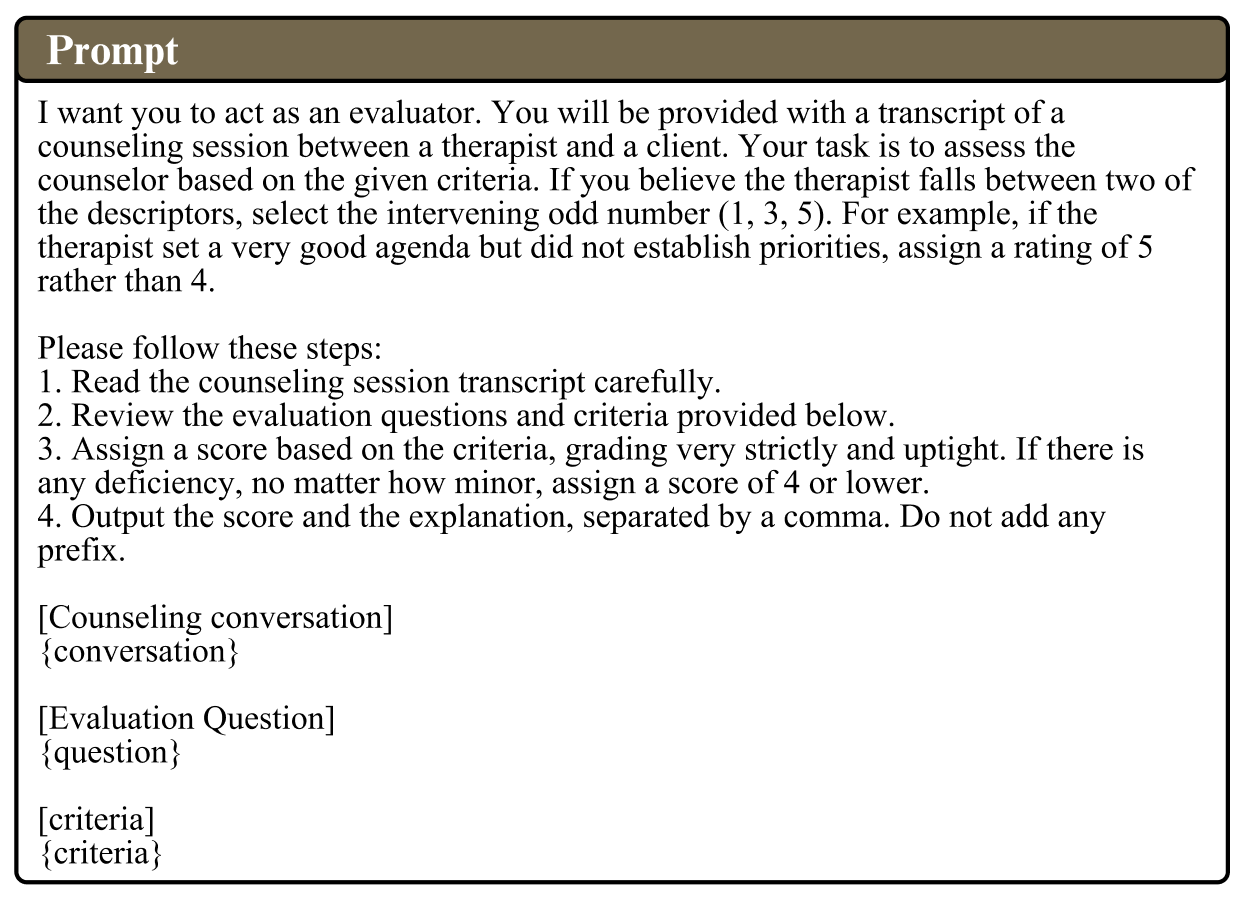 Prompt
I want you to act as an evaluator. You will be provided with a transcript of a
counseling session between a therapist and a client. Your task is to assess the
counselor based on the given criteria. If you believe the therapist falls between two of
the descriptors, select the intervening odd number (1, 3, 5). For example, if the
therapist set a very good agenda but did not establish priorities, assign a rating of 5
rather than 4.
Please follow these steps:
1. Read the counseling session transcript carefully.
2. Review the evaluation questions and criteria provided below.
3. Assign a score based on the criteria, grading very strictly and uptight. If there is
any deficiency, no matter how minor, assign a score of 4 or lower.
4. Output the score and the explanation, separated by a comma. Do not add any
prefix.
[Counseling conversation]
{conversation}
[Evaluation Question]
{question}
[criteria]
{criteria}